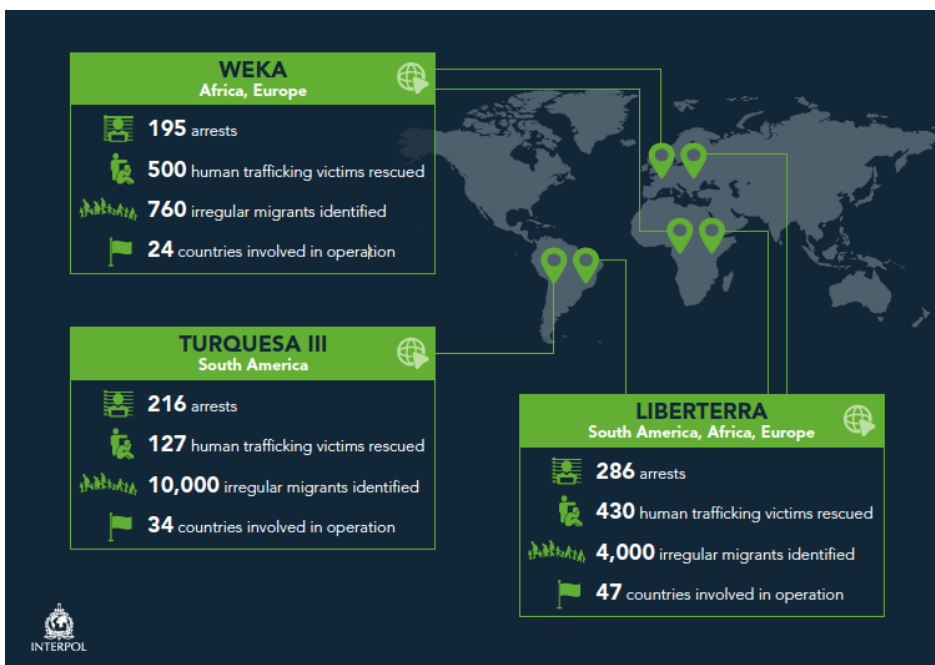 WEKA
Africa, Europe
195 arrests
500 human trafficking victims rescued
760 irregular migrants identified
24 countries involved in operation
TURQUESA III
South America
216 arrests
127 human trafficking victims rescued
10,000 irregular migrants identified
34 countries involved in operation
LIBERTERRA
South America, Africa, Europe
286 arrests
430 human trafficking victims rescued
4,000 irregular migrants identified
47 countries involved in operation
INTERPOL